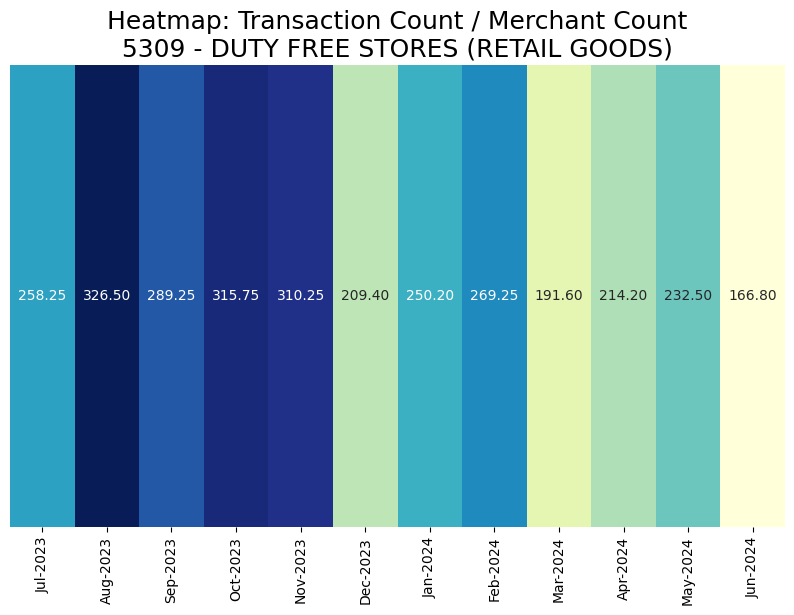 Heatmap: Transaction Count / Merchant Count
5309 - DUTY FREE STORES (RETAIL GOODS)
258.25 326.50 289.25 315.75 310.25 209.40 250.20 269.25 191.60 214.20 232.50 166.80
Jul-2023 Aug-2023 Sep-2023 Oct-2023 Nov-2023 Dec-2023 Jan-2024 Feb-2024 Mar-2024 Apr-2024 May-2024 Jun-2024